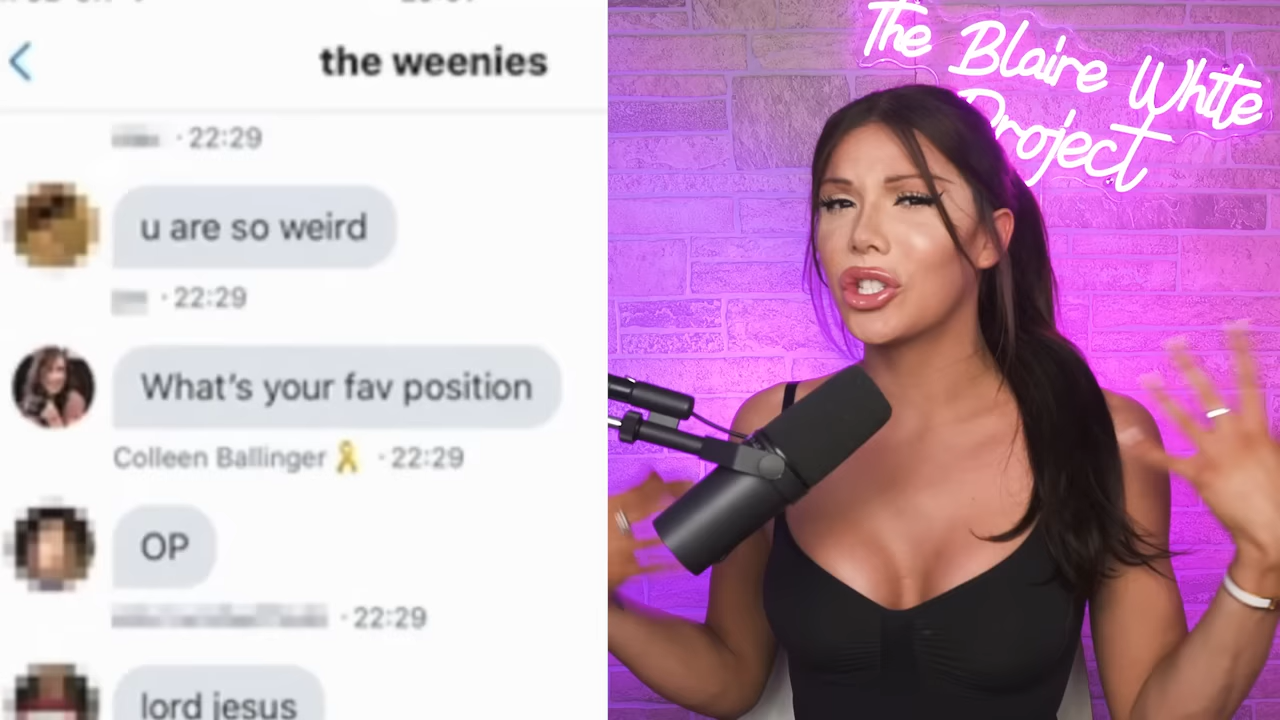 the weenies
· 22:29
u are so weird
· 22:29
What's your fav position
Colleen Ballinger 🎗 · 22:29
OP
· 22:29
lord jesus
The Blaire White
Project